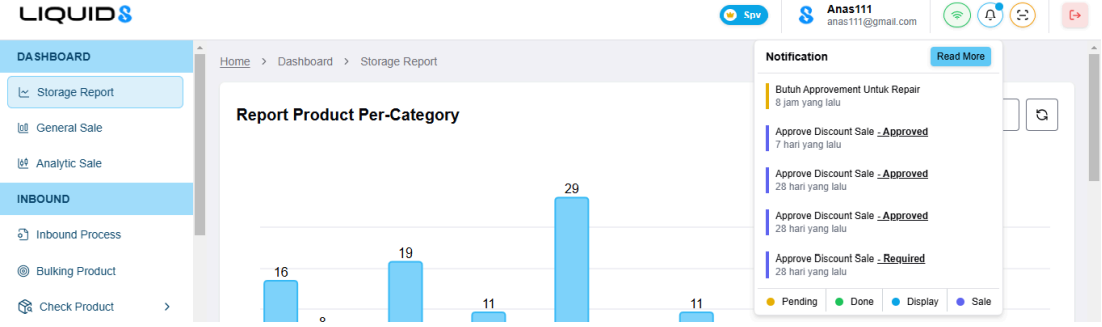 LIQUID8
Spv
Anas111
anas111@gmail.com
DASHBOARD
Storage Report
General Sale
Analytic Sale
INBOUND
Inbound Process
Bulking Product
Check Product
Home > Dashboard > Storage Report
Report Product Per-Category
16
8
19
11
29
11
Notification
Read More
Butuh Approvement Untuk Repair
8 jam yang lalu
Approve Discount Sale - Approved
7 hari yang lalu
Approve Discount Sale - Approved
28 hari yang lalu
Approve Discount Sale - Approved
28 hari yang lalu
Approve Discount Sale - Required
28 hari yang lalu
Pending
Done
Display
Sale